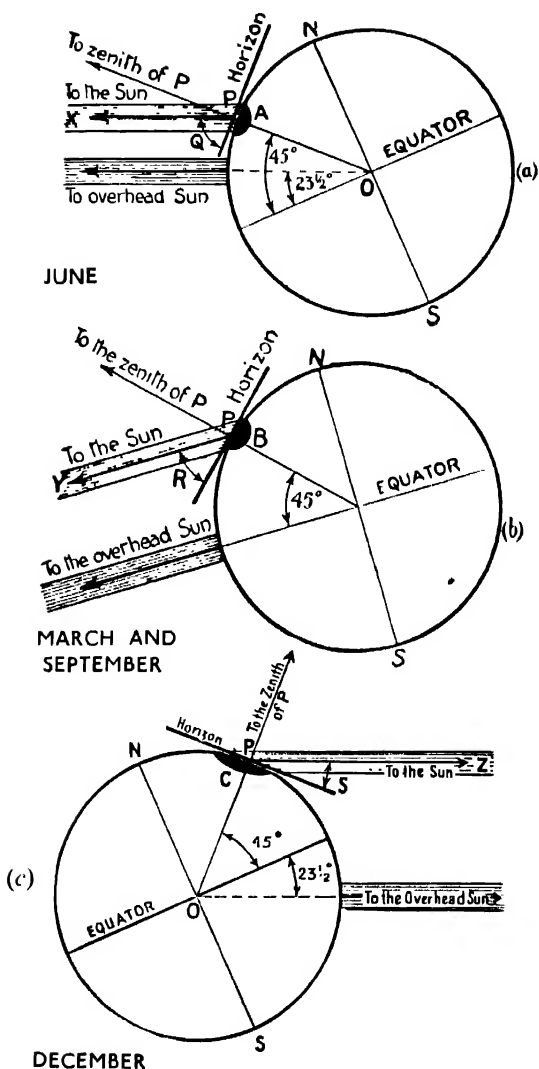 To zenith of P
Horizon
N
To the Sun
P
A
X
Q
45°
EQUATOR
23½°
O
(a)
To overhead Sun
JUNE
S
To the zenith of P
Horizon
N
P
B
To the Sun
Y
R
45°
EQUATOR
(b)
To the overhead Sun
S
MARCH AND
SEPTEMBER
To the Zenith
of P
Horizon
P
N
C
To the Sun
Z
S
45°
(c)
23½°
O
EQUATOR
To the Overhead Sun
S
DECEMBER